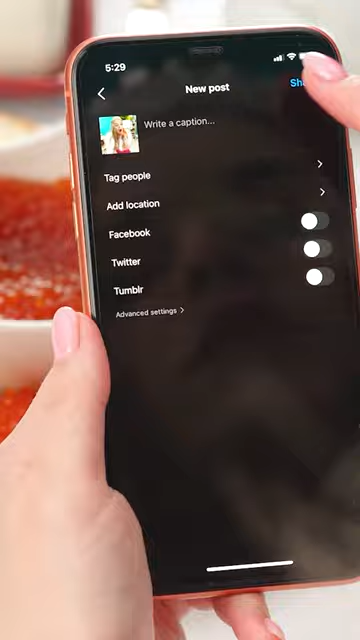 5:29
New post
Write a caption...
Tag people
Add location
Facebook
Twitter
Tumblr
Advanced settings